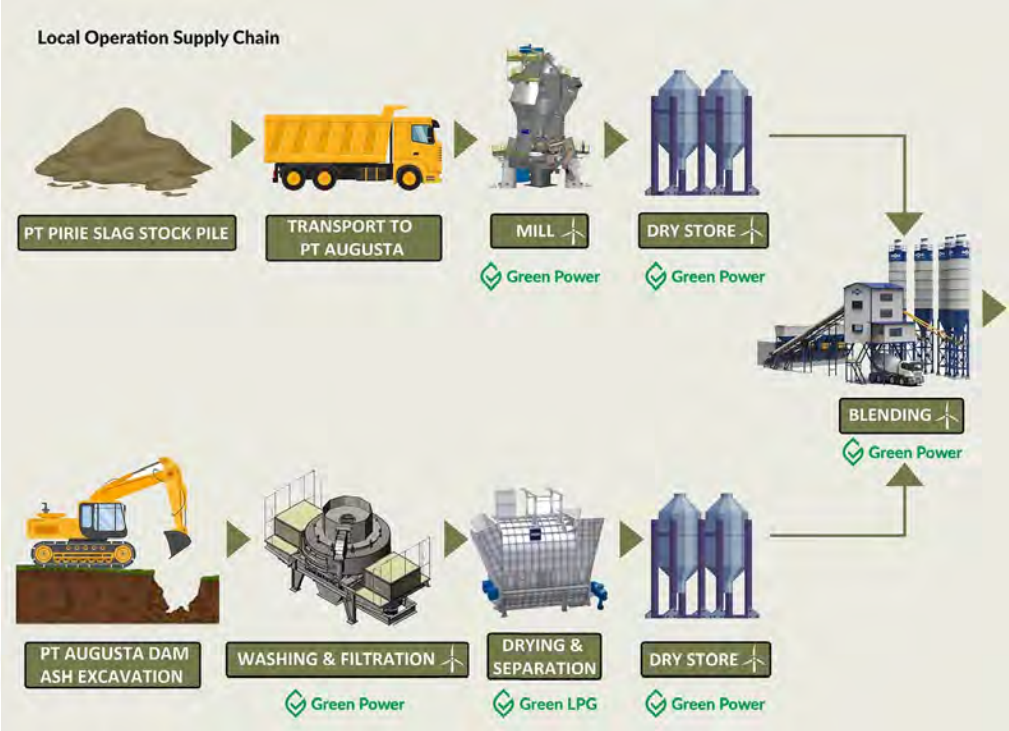 Local Operation Supply Chain
PT PIRIE SLAG STOCK PILE
TRANSPORT TO
PT AUGUSTA
MILL
Green Power
DRY STORE
Green Power
BLENDING
Green Power
PT AUGUSTA DAM
ASH EXCAVATION
WASHING & FILTRATION
Green Power
DRYING &
SEPARATION
Green LPG
DRY STORE
Green Power